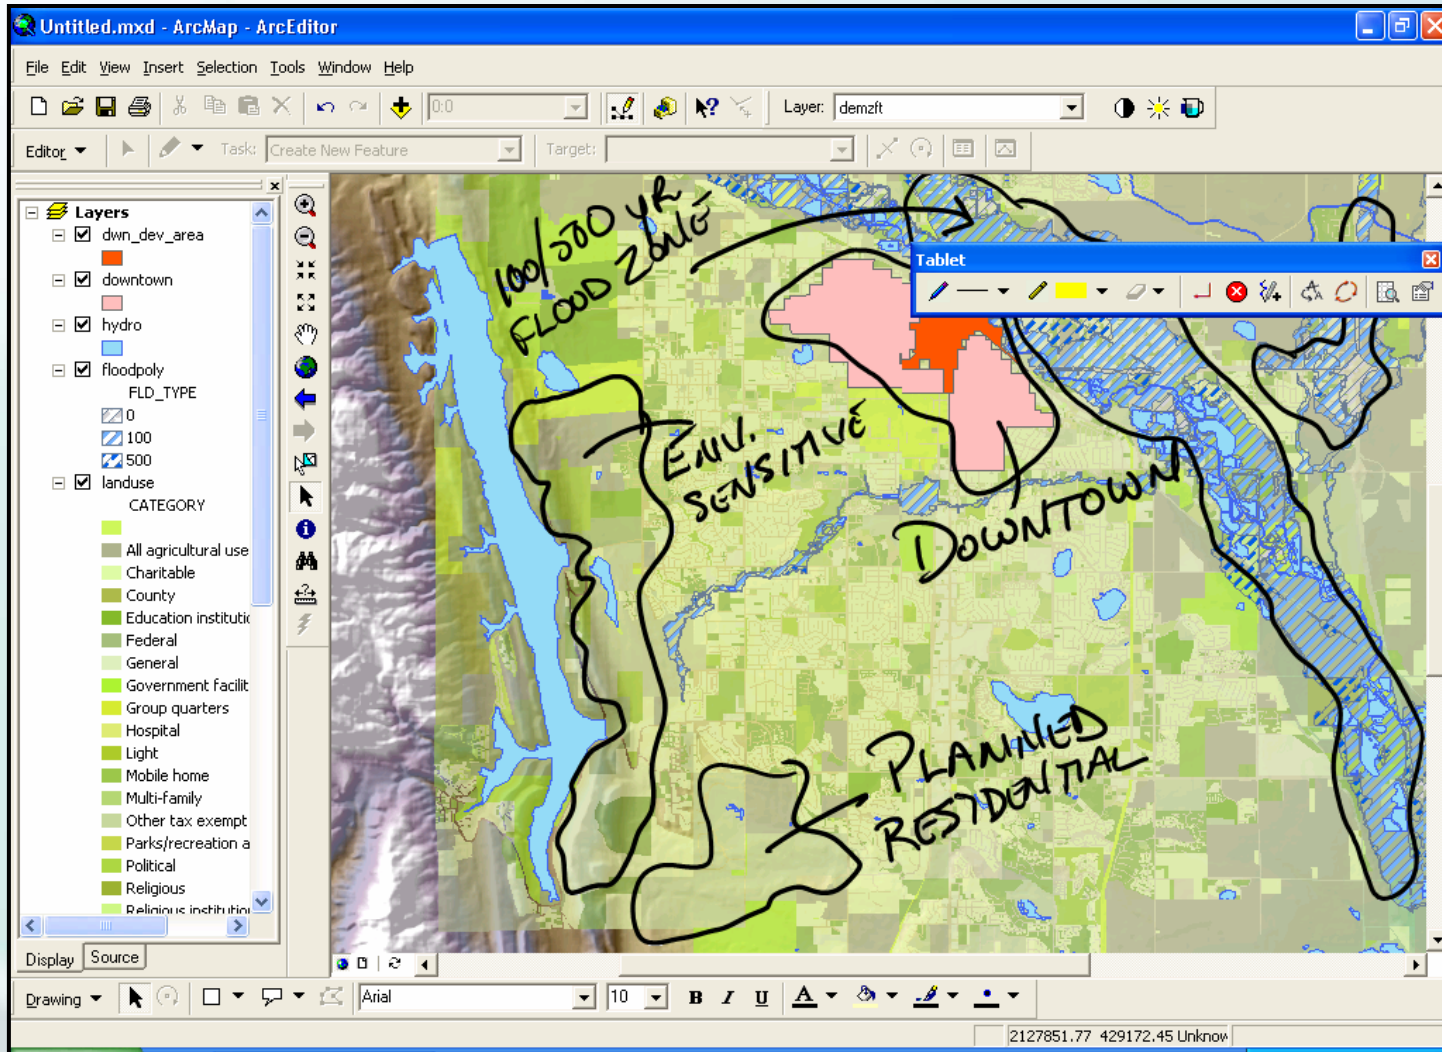 Untitled.mxd - ArcMap - ArcEditor
File Edit View Insert Selection Tools Window Help
0:0
Layer: demzft
Editor Task: Create New Feature Target:
Layers
dwn_dev_area
downtown
hydro
floodpoly
FLD_TYPE
0
100
500
landuse
CATEGORY
All agricultural use
Charitable
County
Education institutio
Federal
General
Government facilit
Group quarters
Hospital
Light
Mobile home
Multi-family
Other tax exempt
Parks/recreation a
Political
Religious
Religious institution
Display Source
100/500 YR
FLOOD ZONE
Tablet
ENV.
SENSITIVE
DOWNTOWN
PLANNED
RESIDENTIAL
Drawing Arial 10 B I U A
2127851.77 429172.45 Unknow